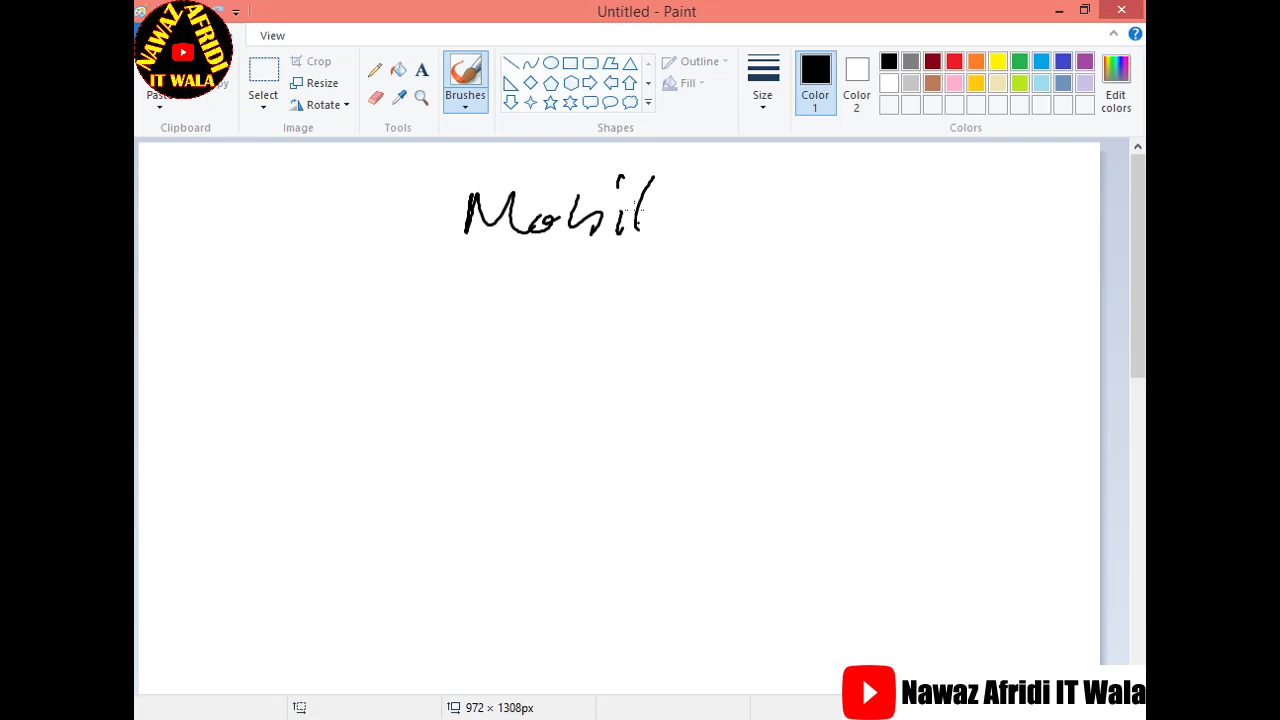 Untitled - Paint
NAWAZ AFRIDI
IT WALA
View
Paste
Select
Crop
Resize
Rotate
Brushes
Outline
Fill
Size
Color 1
Color 2
Edit colors
Clipboard
Image
Tools
Shapes
Colors
Mobil
972 × 1308px
Nawaz Afridi IT Wala